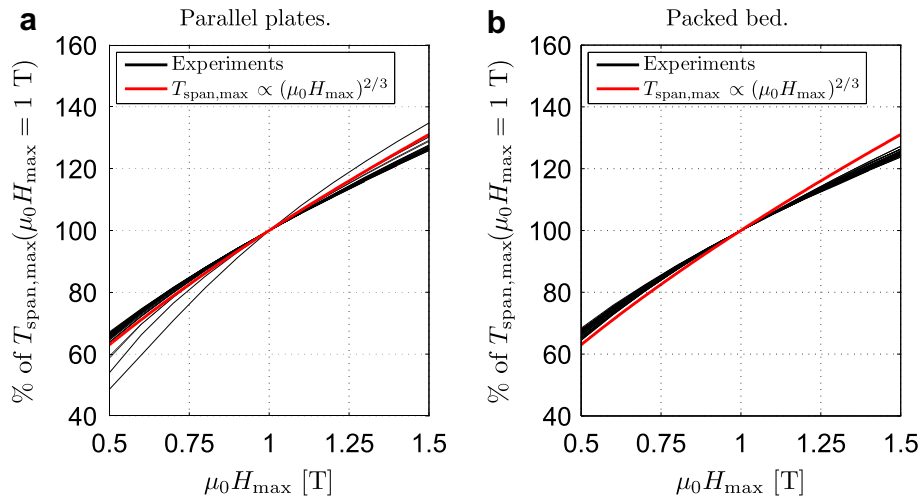 a
Parallel plates.
% of T_span,max(μ₀H_max = 1 T)
160
140
120
100
80
60
40
Experiments
T_span,max ∝ (μ₀H_max)^2/3
0.5 0.75 1 1.25 1.5
μ₀H_max [T]
b
Packed bed.
% of T_span,max(μ₀H_max = 1 T)
160
140
120
100
80
60
40
Experiments
T_span,max ∝ (μ₀H_max)^2/3
0.5 0.75 1 1.25 1.5
μ₀H_max [T]